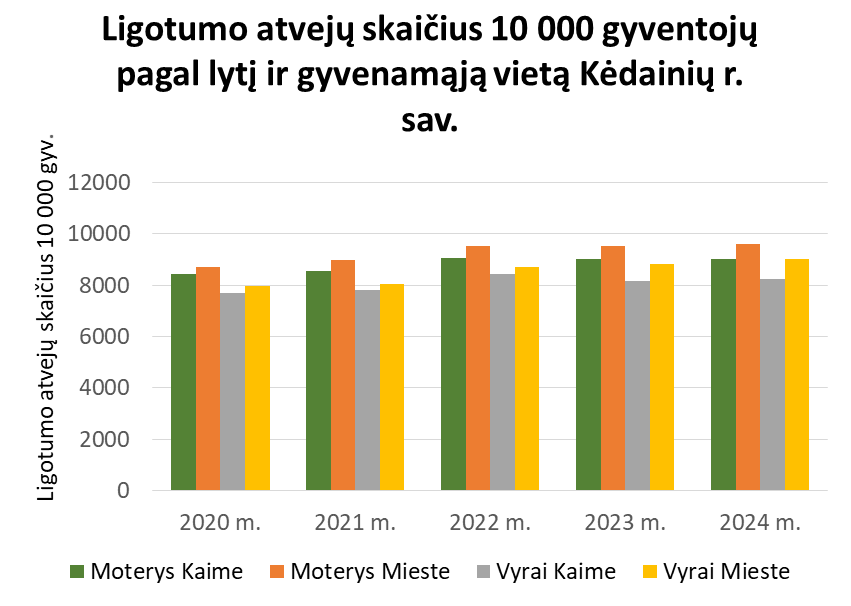 Ligotumo atvejų skaičius 10 000 gyventojų
pagal lytį ir gyvenamąją vietą Kėdainių r.
sav.
Ligotumo atvejų skaičius 10 000 gyv.
12000
10000
8000
6000
4000
2000
0
2020 m.
2021 m.
2022 m.
2023 m.
2024 m.
Moterys Kaime
Moterys Mieste
Vyrai Kaime
Vyrai Mieste